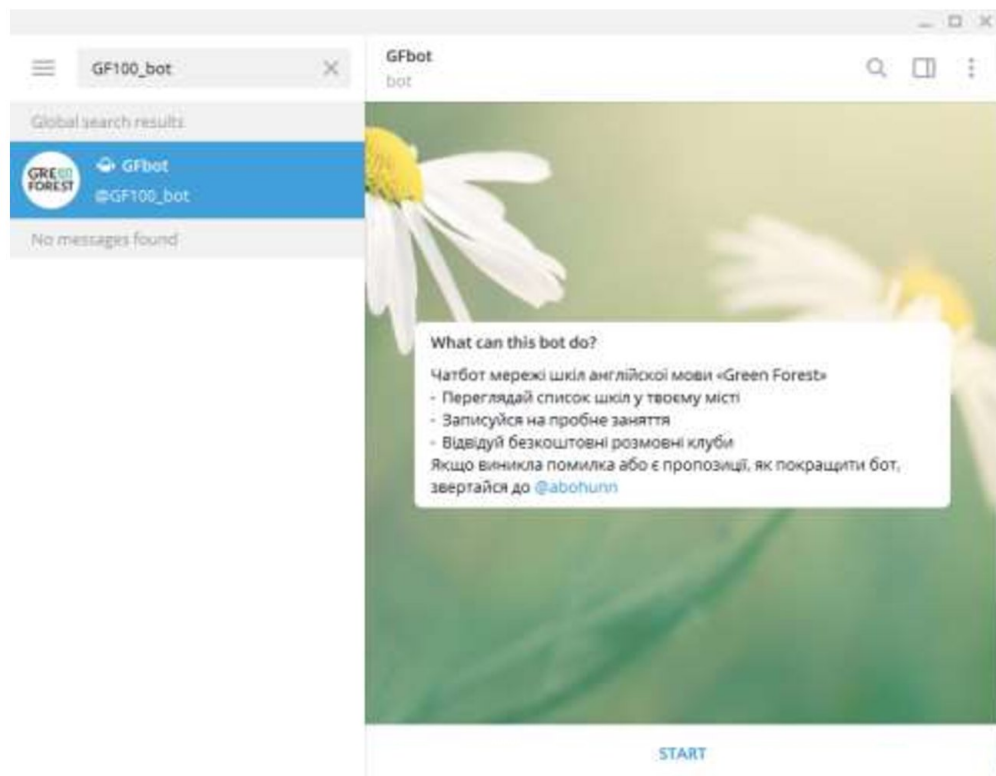 GF100_bot
GFbot
bot
Global search results
GREEN
FOREST
GFbot
@GF100_bot
No messages found
What can this bot do?
Чатбот мережі шкіл англійскої мови «Green Forest»
- Переглядай список шкіл у твоєму місті
- Записуйся на пробне заняття
- Відвідуй безкоштовні розмовні клуби
Якщо виникла помилка або є пропозиції, як покращити бот,
звертайся до @abohunn
START